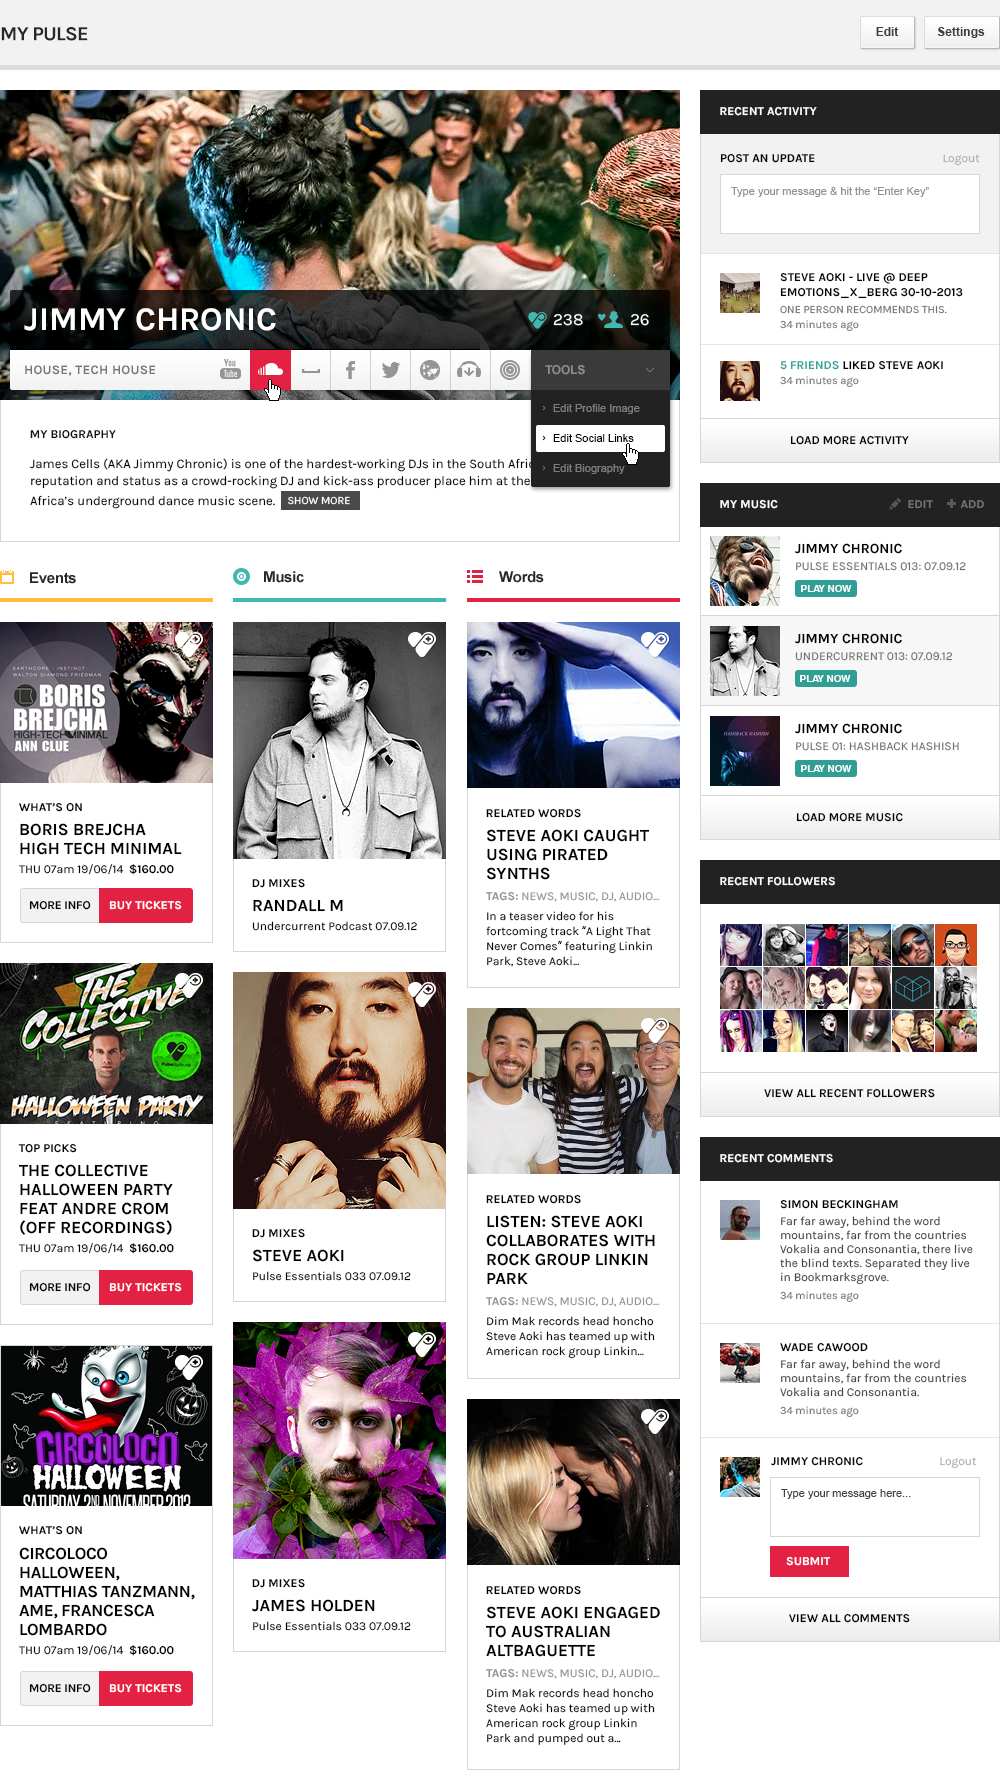 MY PULSE
Edit
Settings
JIMMY CHRONIC
238
26
HOUSE, TECH HOUSE
You
Tube
TOOLS
Edit Profile Image
Edit Social Links
Edit Biography
MY BIOGRAPHY
James Cells (AKA Jimmy Chronic) is one of the hardest-working DJs in the South Afri
reputation and status as a crowd-rocking DJ and kick-ass producer place him at the
Africa's underground dance music scene. SHOW MORE
Events
EARTHCORE - INSTINCT
WALTON DIAMOND FRIEDMAN
BORIS
BREJCHA
HIGH-TECH MINIMAL
ANN CLUE
WHAT'S ON
BORIS BREJCHA
HIGH TECH MINIMAL
THU 07am 19/06/14 $160.00
MORE INFO
BUY TICKETS
THE
COLLECTIVE
HALLOWEEN PARTY
FEATURING
TOP PICKS
THE COLLECTIVE
HALLOWEEN PARTY
FEAT ANDRE CROM
(OFF RECORDINGS)
THU 07am 19/06/14 $160.00
MORE INFO
BUY TICKETS
CIRCOLOCO
HALLOWEEN
SATURDAY 2ND NOVEMBER 2013
WHAT'S ON
CIRCOLOCO
HALLOWEEN,
MATTHIAS TANZMANN,
AME, FRANCESCA
LOMBARDO
THU 07am 19/06/14 $160.00
MORE INFO
BUY TICKETS
Music
DJ MIXES
RANDALL M
Undercurrent Podcast 07.09.12
DJ MIXES
STEVE AOKI
Pulse Essentials 033 07.09.12
DJ MIXES
JAMES HOLDEN
Pulse Essentials 033 07.09.12
Words
RELATED WORDS
STEVE AOKI CAUGHT
USING PIRATED
SYNTHS
TAGS: NEWS, MUSIC, DJ, AUDIO...
In a teaser video for his
fortcoming track "A Light That
Never Comes" featuring Linkin
Park, Steve Aoki...
RELATED WORDS
LISTEN: STEVE AOKI
COLLABORATES WITH
ROCK GROUP LINKIN
PARK
TAGS: NEWS, MUSIC, DJ, AUDIO...
Dim Mak records head honcho
Steve Aoki has teamed up with
American rock group Linkin...
RELATED WORDS
STEVE AOKI ENGAGED
TO AUSTRALIAN
ALTBAGUETTE
TAGS: NEWS, MUSIC, DJ, AUDIO...
Dim Mak records head honcho
Steve Aoki has teamed up with
American rock group Linkin
Park and pumped out a...
RECENT ACTIVITY
POST AN UPDATE
Logout
Type your message & hit the "Enter Key"
STEVE AOKI - LIVE @ DEEP
EMOTIONS_X_BERG 30-10-2013
ONE PERSON RECOMMENDS THIS.
34 minutes ago
5 FRIENDS LIKED STEVE AOKI
34 minutes ago
LOAD MORE ACTIVITY
MY MUSIC
EDIT
ADD
JIMMY CHRONIC
PULSE ESSENTIALS 013: 07.09.12
PLAY NOW
JIMMY CHRONIC
UNDERCURRENT 013: 07.09.12
PLAY NOW
HASHBACK HASHISH
JIMMY CHRONIC
PULSE 01: HASHBACK HASHISH
PLAY NOW
LOAD MORE MUSIC
RECENT FOLLOWERS
VIEW ALL RECENT FOLLOWERS
RECENT COMMENTS
SIMON BECKINGHAM
Far far away, behind the word
mountains, far from the countries
Vokalia and Consonantia, there live
the blind texts. Separated they live
in Bookmarksgrove.
34 minutes ago
WADE CAWOOD
Far far away, behind the word
mountains, far from the countries
Vokalia and Consonantia.
34 minutes ago
JIMMY CHRONIC
Logout
Type your message here...
SUBMIT
VIEW ALL COMMENTS